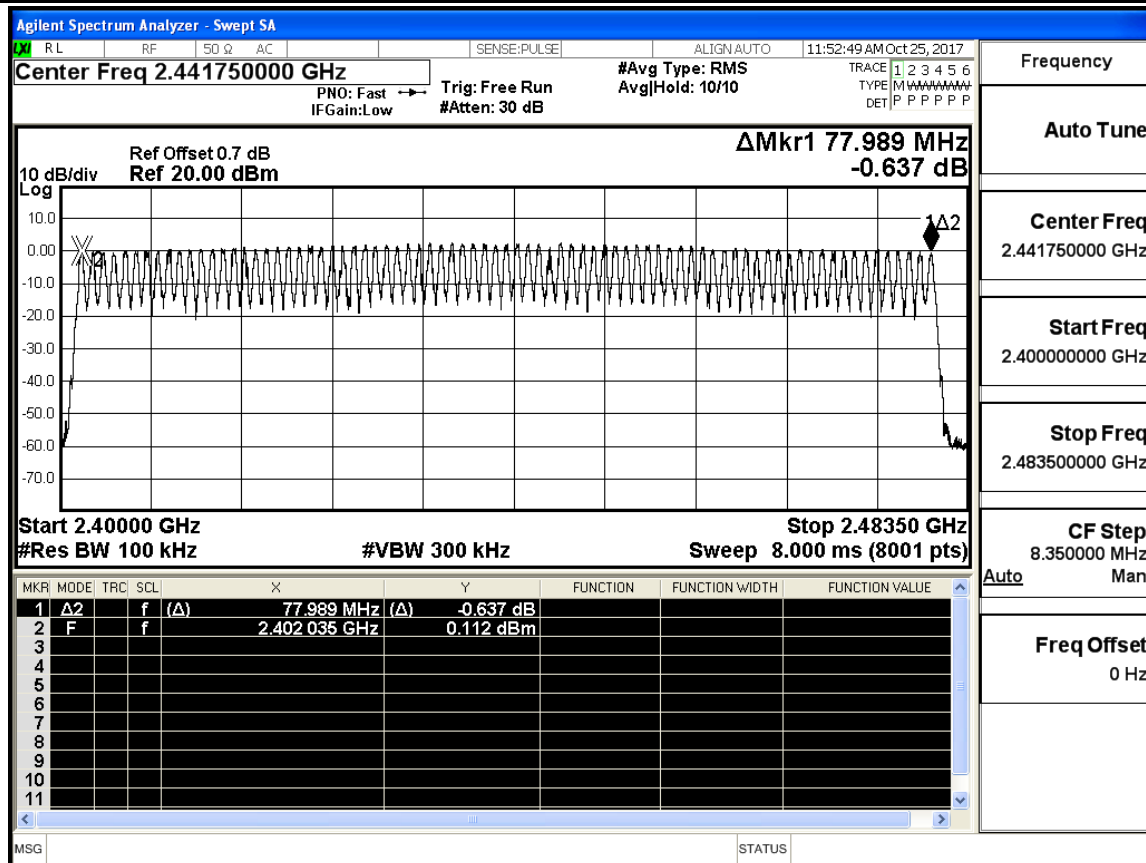 Agilent Spectrum Analyzer - Swept SA
LXI RL RF 50 Ω AC SENSE:PULSE ALIGN AUTO 11:52:49 AM Oct 25, 2017
Center Freq 2.441750000 GHz
PNO: Fast
IFGain:Low
Trig: Free Run
#Atten: 30 dB
#Avg Type: RMS
Avg|Hold: 10/10
TRACE 1 2 3 4 5 6
TYPE M WWWWW
DET P P P P P P
Frequency
Auto Tune
Center Freq
2.441750000 GHz
Start Freq
2.400000000 GHz
Stop Freq
2.483500000 GHz
CF Step
8.350000 MHz
Auto Man
Freq Offset
0 Hz
ΔMkr1 77.989 MHz
-0.637 dB
Ref Offset 0.7 dB
10 dB/div Ref 20.00 dBm
Log
10.0
0.00
-10.0
-20.0
-30.0
-40.0
-50.0
-60.0
-70.0
2
1Δ2
Start 2.40000 GHz Stop 2.48350 GHz
#Res BW 100 kHz #VBW 300 kHz Sweep 8.000 ms (8001 pts)
MKR MODE TRC SCL X Y FUNCTION FUNCTION WIDTH FUNCTION VALUE
1 Δ2 f (Δ) 77.989 MHz (Δ) -0.637 dB
2 F f 2.402 035 GHz 0.112 dBm
3
4
5
6
7
8
9
10
11
MSG STATUS